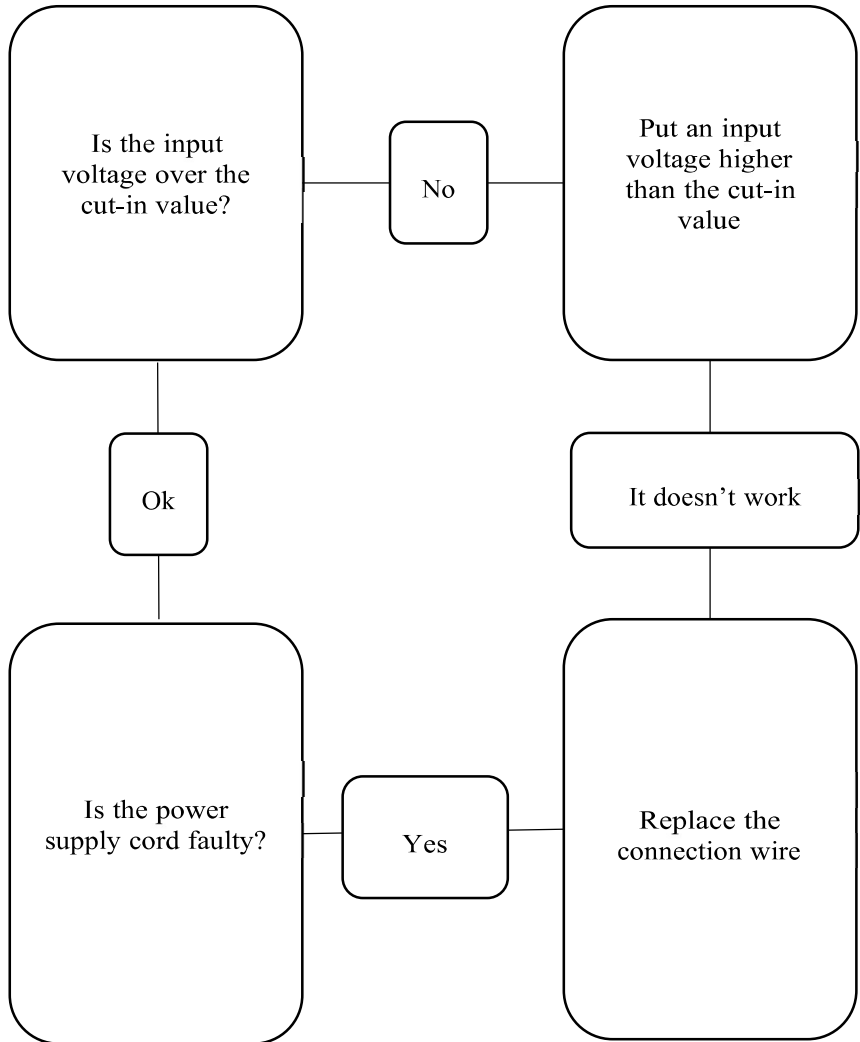 Is the input
voltage over the
cut-in value?
No
Put an input
voltage higher
than the cut-in
value
Ok
It doesn’t work
Is the power
supply cord faulty?
Yes
Replace the
connection wire